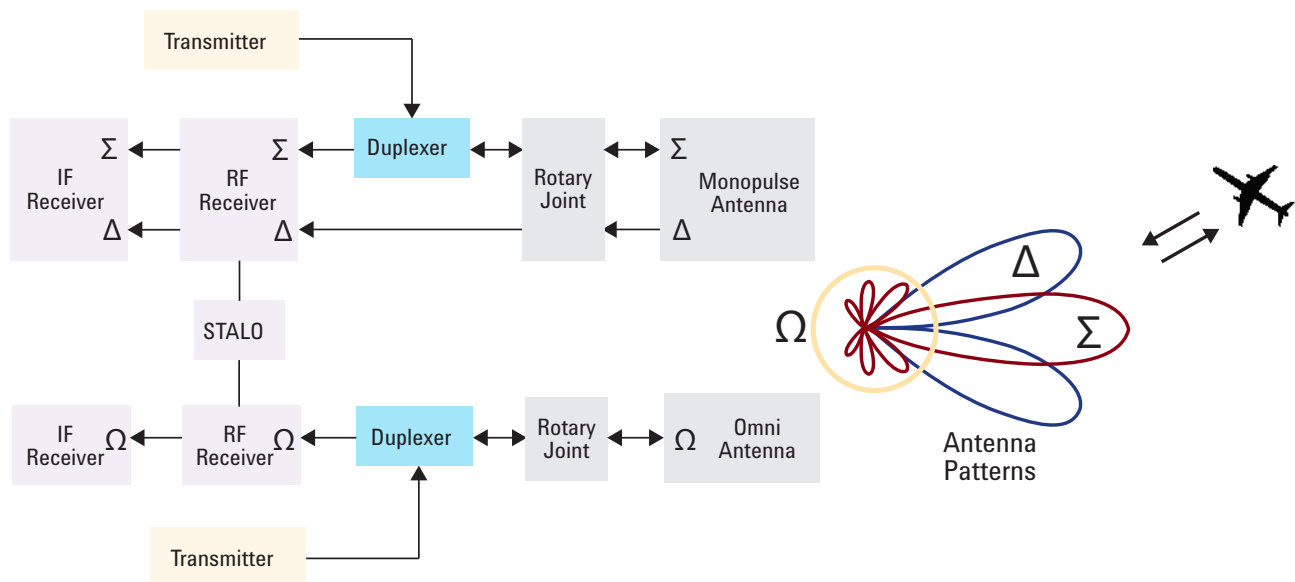 Transmitter
Σ
IF
Receiver
Δ
Σ
RF
Receiver
Δ
Duplexer
Rotary
Joint
Σ
Monopulse
Antenna
Δ
STALO
IF
Receiver
Ω
RF
Receiver
Ω
Duplexer
Rotary
Joint
Ω
Omni
Antenna
Transmitter
Δ
Ω
Σ
Antenna
Patterns